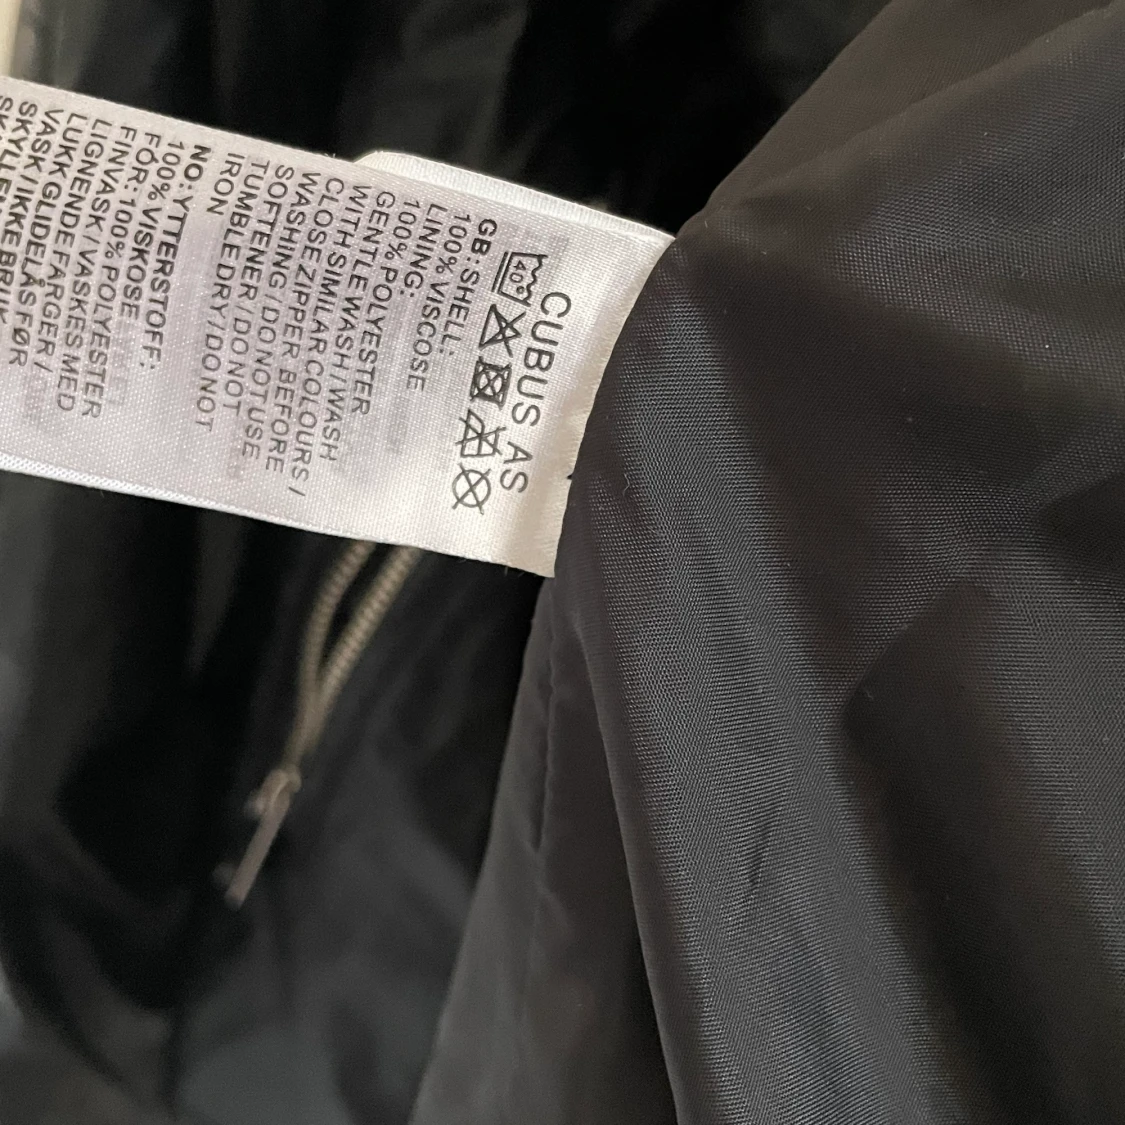 CUBUS AS
40°
GB: SHELL:
100% VISCOSE
LINING:
100% POLYESTER
GENTLE WASH / WASH
WITH SIMILAR COLOURS /
CLOSE ZIPPER BEFORE
WASHING / DO NOT USE
SOFTENER / DO NOT
TUMBLE DRY / DO NOT
IRON
NO: YTTERSTOFF:
100% VISKOSE
FÓR: 100% POLYESTER
FINVASK / VASKES MED
LIGNENDE FARGER /
LUKK GLIDELÅS FØR
VASK / IKKE BRUK